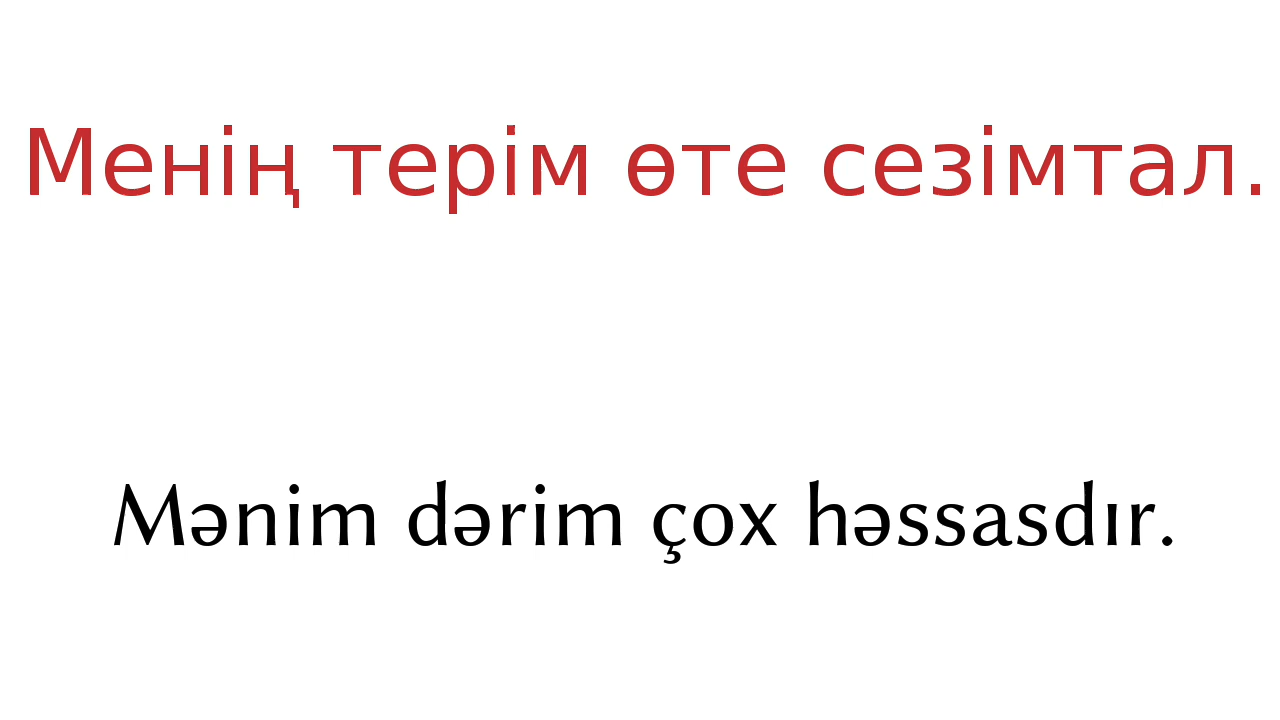 Менің терім өте сезімтал.
Mənim dərim çox həssasdır.